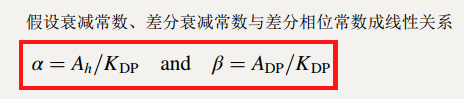 假设衰减常数、差分衰减常数与差分相位常数成线性关系
α = A_h/K_DP and β = A_DP/K_DP